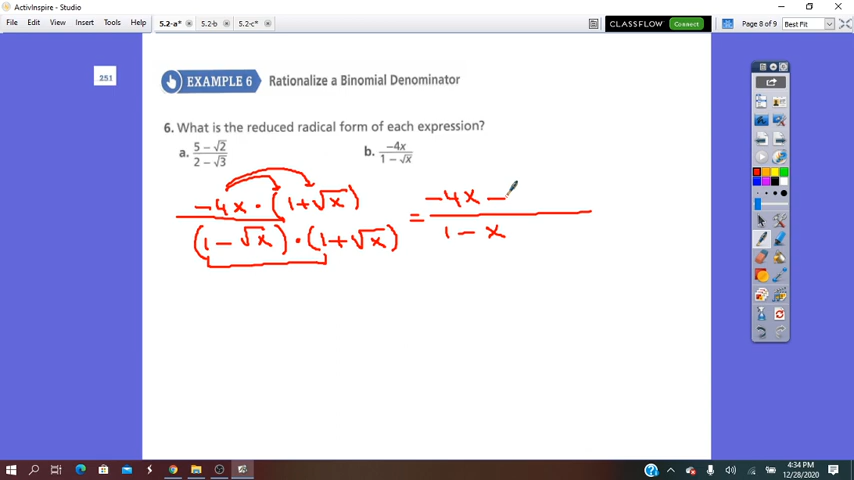 ActivInspire - Studio
File Edit View Insert Tools Help
5.2-a* 5.2-b 5.2-c*
CLASSFLOW Connect
Page 8 of 9 Best Fit
251
EXAMPLE 6 Rationalize a Binomial Denominator
6. What is the reduced radical form of each expression?
a. (5 − √2)/(2 − √3) b. (−4x)/(1 − √x)
−4x · (1 + √x) = −4x −
(1 − √x) · (1 + √x) 1 − x
4:34 PM
12/28/2020